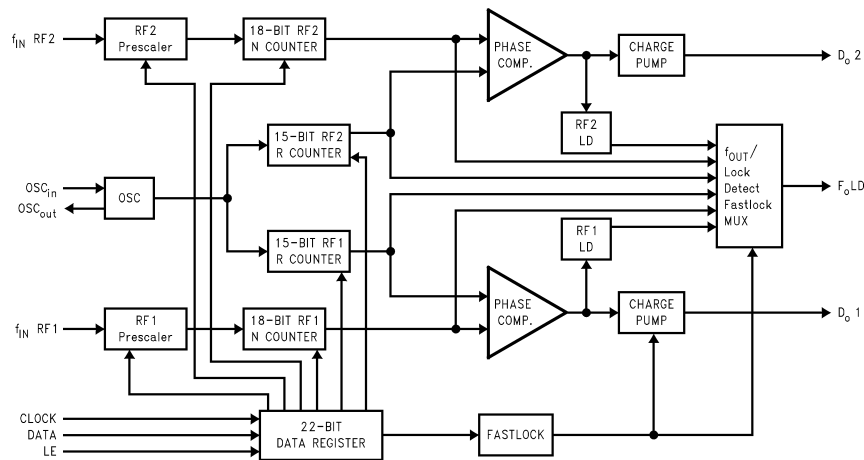 f_IN RF2
RF2
Prescaler
18-BIT RF2
N COUNTER
PHASE
COMP.
CHARGE
PUMP
D_o 2
RF2
LD
15-BIT RF2
R COUNTER
f_OUT/
Lock
Detect
Fastlock
MUX
F_oLD
OSC_in
OSC_out
OSC
15-BIT RF1
R COUNTER
RF1
LD
f_IN RF1
RF1
Prescaler
18-BIT RF1
N COUNTER
PHASE
COMP.
CHARGE
PUMP
D_o 1
CLOCK
DATA
LE
22-BIT
DATA REGISTER
FASTLOCK